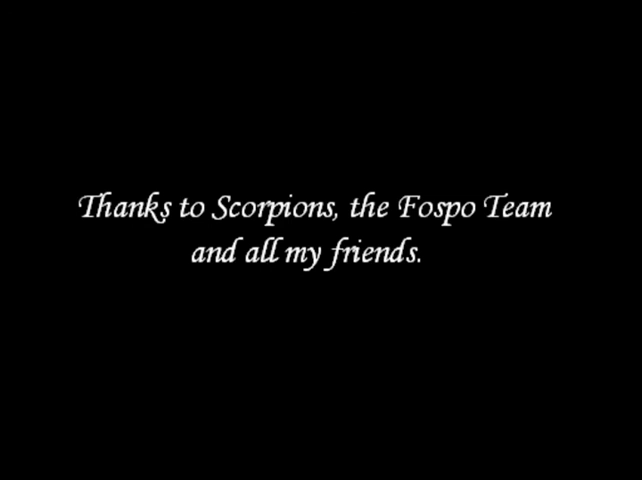 Thanks to Scorpions, the Fospo Team
and all my friends.